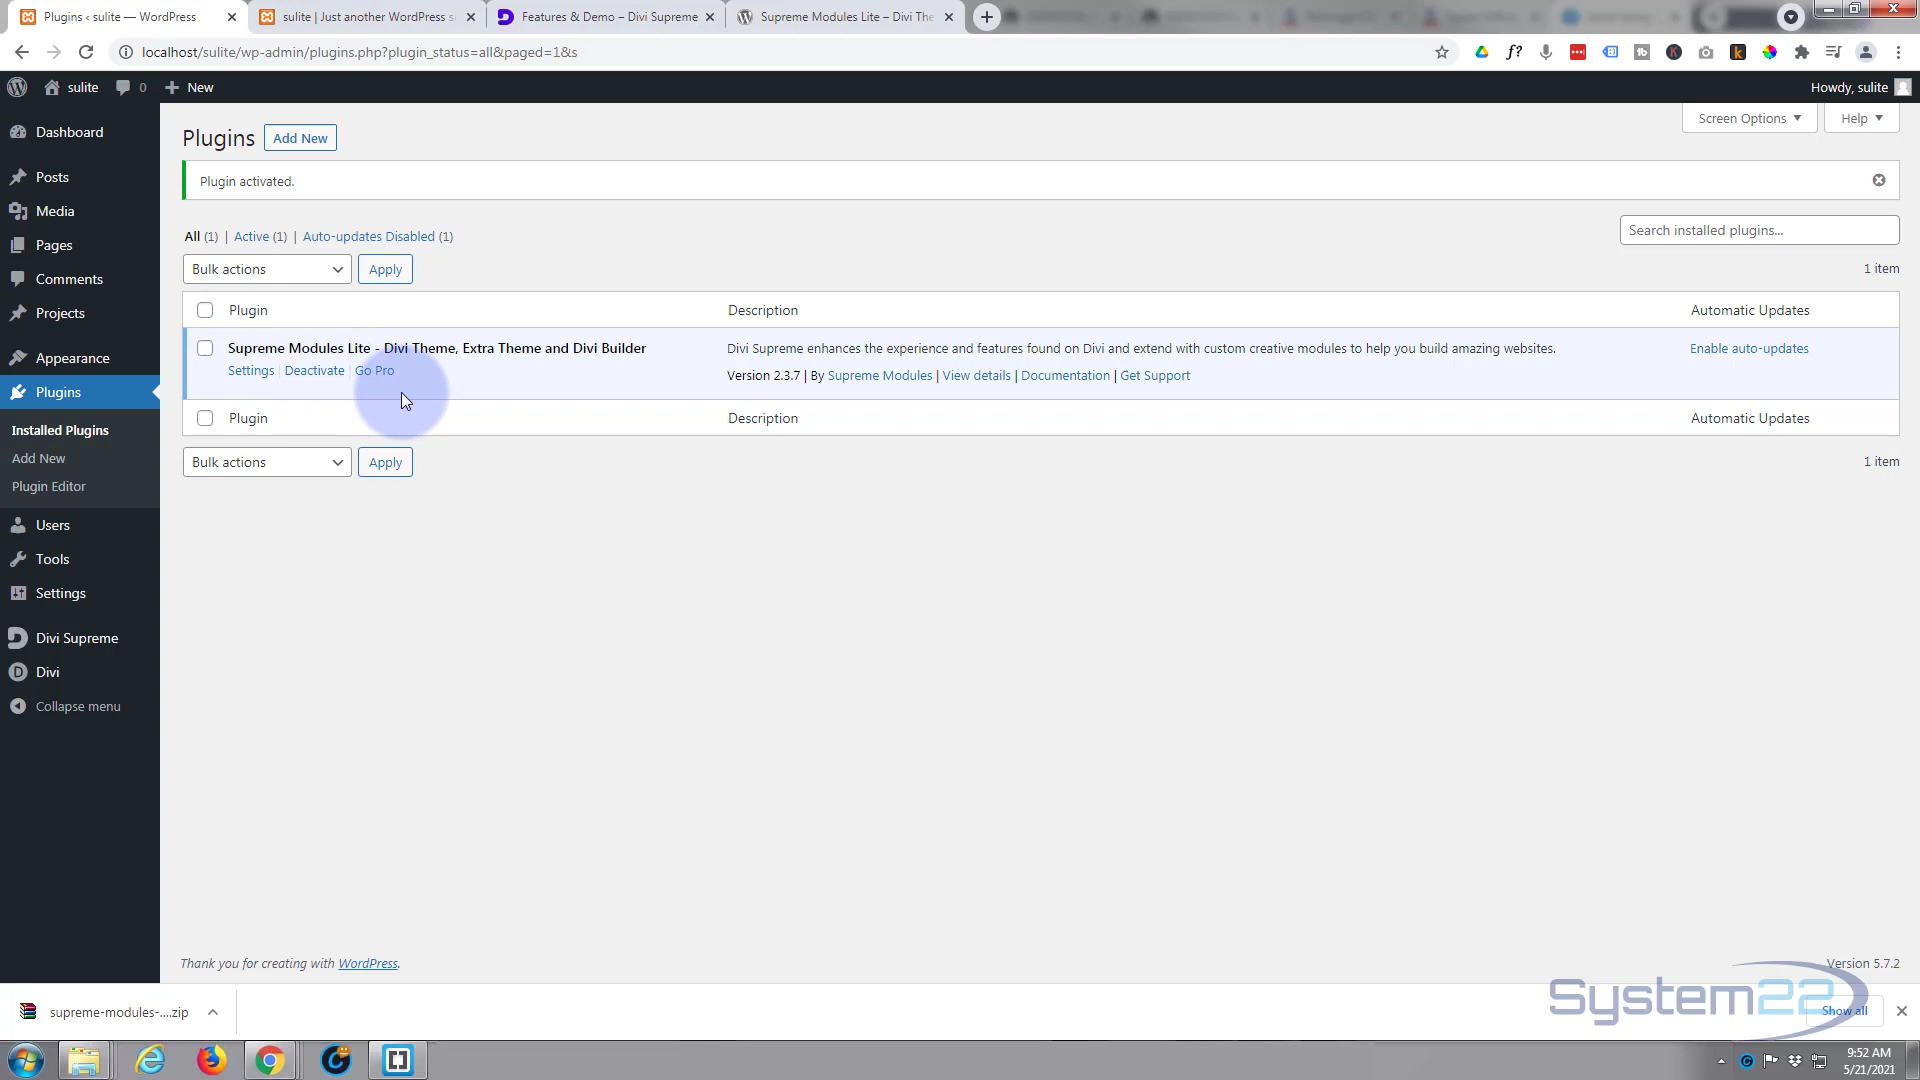 Plugins ‹ sulite — WordPress
sulite | Just another WordPress si
Features & Demo – Divi Supreme
Supreme Modules Lite – Divi The
localhost/sulite/wp-admin/plugins.php?plugin_status=all&paged=1&s
sulite
0
New
Howdy, sulite
Dashboard
Posts
Media
Pages
Comments
Projects
Appearance
Plugins
Installed Plugins
Add New
Plugin Editor
Users
Tools
Settings
Divi Supreme
Divi
Collapse menu
Screen Options
Help
Plugins
Add New
Plugin activated.
All (1) | Active (1) | Auto-updates Disabled (1)
Search installed plugins...
Bulk actions
Apply
1 item
Plugin
Description
Automatic Updates
Supreme Modules Lite - Divi Theme, Extra Theme and Divi Builder
Settings | Deactivate | Go Pro
Divi Supreme enhances the experience and features found on Divi and extend with custom creative modules to help you build amazing websites.
Version 2.3.7 | By Supreme Modules | View details | Documentation | Get Support
Enable auto-updates
Plugin
Description
Automatic Updates
Bulk actions
Apply
1 item
Thank you for creating with WordPress.
Version 5.7.2
supreme-modules-....zip
System22
Show all
9:52 AM
5/21/2021